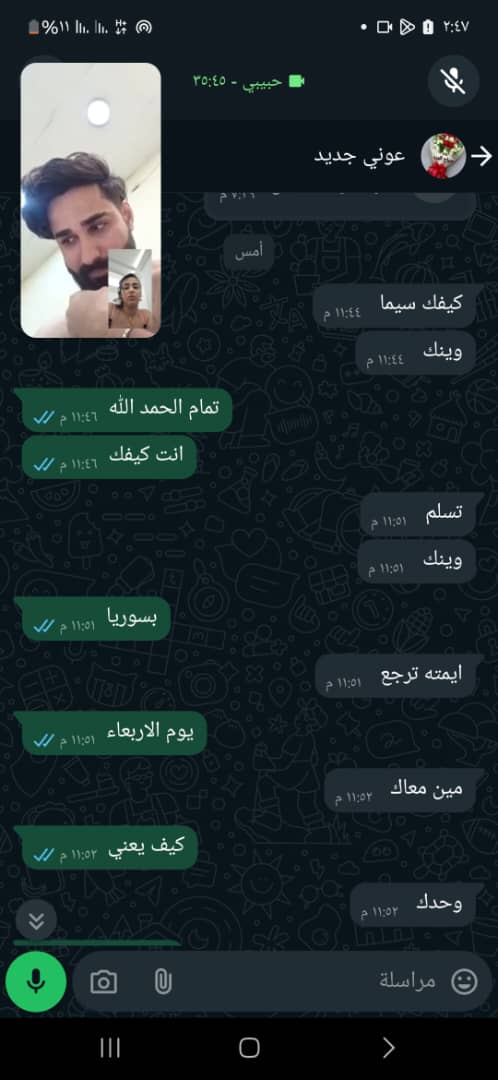 ٢:٤٧
%١١
حبيبي - ٣٥:٤٥
عوني جديد
أمس
كيفك سيما
١١:٤٤ م
وينك
١١:٤٤ م
تمام الحمد الله
١١:٤٦ م
انت كيفك
١١:٤٦ م
تسلم
١١:٥١ م
وينك
١١:٥١ م
بسوريا
١١:٥١ م
ايمته ترجع
١١:٥١ م
يوم الاربعاء
١١:٥١ م
مين معاك
١١:٥٢ م
كيف يعني
١١:٥٢ م
وحدك
١١:٥٢ م
مراسلة